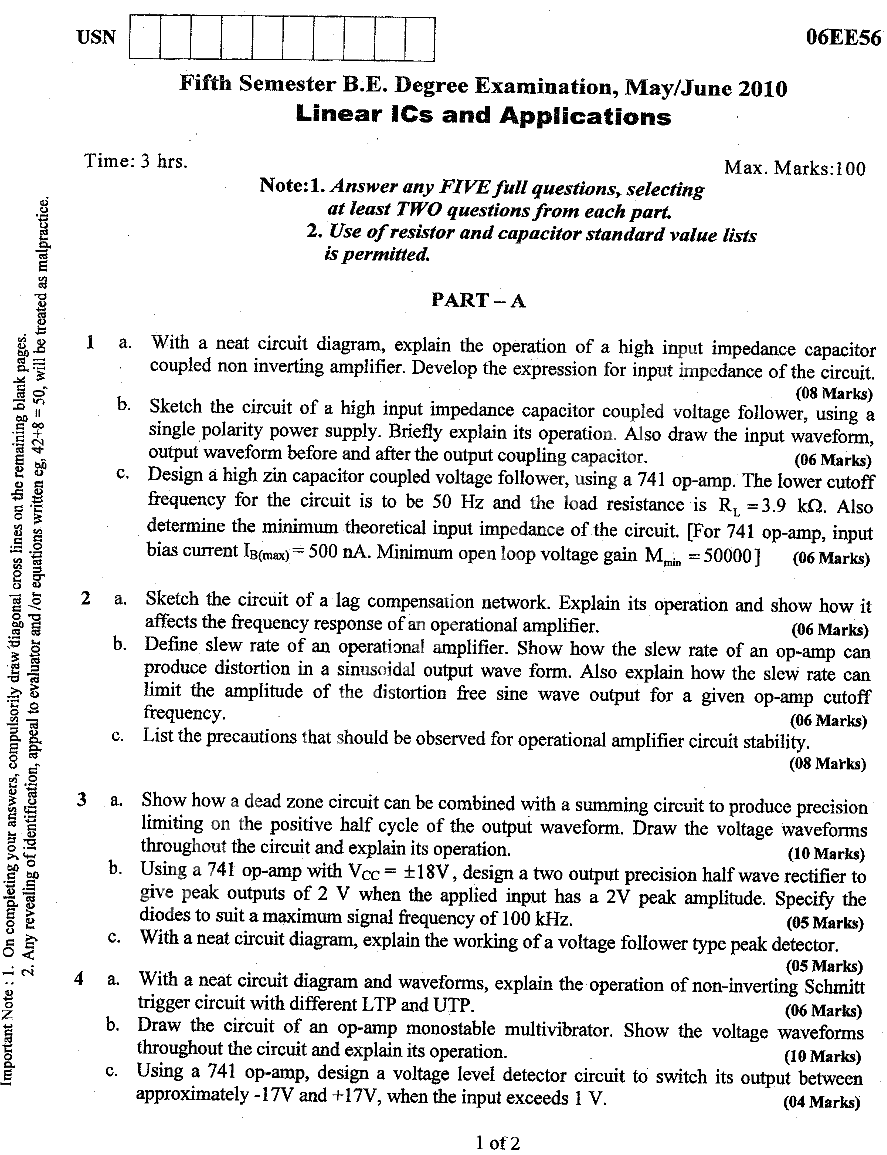 USN
06EE56
Fifth Semester B.E. Degree Examination, May/June 2010
Linear ICs and Applications
Time: 3 hrs.
Max. Marks:100
Note:1. Answer any FIVE full questions, selecting
at least TWO questions from each part.
2. Use of resistor and capacitor standard value lists
is permitted.
PART – A
1 a. With a neat circuit diagram, explain the operation of a high input impedance capacitor
coupled non inverting amplifier. Develop the expression for input impedance of the circuit.
(08 Marks)
b. Sketch the circuit of a high input impedance capacitor coupled voltage follower, using a
single polarity power supply. Briefly explain its operation. Also draw the input waveform,
output waveform before and after the output coupling capacitor. (06 Marks)
c. Design a high zin capacitor coupled voltage follower, using a 741 op-amp. The lower cutoff
frequency for the circuit is to be 50 Hz and the load resistance is R_L = 3.9 kΩ. Also
determine the minimum theoretical input impedance of the circuit. [For 741 op-amp, input
bias current I_B(max) = 500 nA. Minimum open loop voltage gain M_min = 50000] (06 Marks)
2 a. Sketch the circuit of a lag compensation network. Explain its operation and show how it
affects the frequency response of an operational amplifier. (06 Marks)
b. Define slew rate of an operational amplifier. Show how the slew rate of an op-amp can
produce distortion in a sinusoidal output wave form. Also explain how the slew rate can
limit the amplitude of the distortion free sine wave output for a given op-amp cutoff
frequency. (06 Marks)
c. List the precautions that should be observed for operational amplifier circuit stability.
(08 Marks)
3 a. Show how a dead zone circuit can be combined with a summing circuit to produce precision
limiting on the positive half cycle of the output waveform. Draw the voltage waveforms
throughout the circuit and explain its operation. (10 Marks)
b. Using a 741 op-amp with V_CC = ±18V, design a two output precision half wave rectifier to
give peak outputs of 2 V when the applied input has a 2V peak amplitude. Specify the
diodes to suit a maximum signal frequency of 100 kHz. (05 Marks)
c. With a neat circuit diagram, explain the working of a voltage follower type peak detector.
(05 Marks)
4 a. With a neat circuit diagram and waveforms, explain the operation of non-inverting Schmitt
trigger circuit with different LTP and UTP. (06 Marks)
b. Draw the circuit of an op-amp monostable multivibrator. Show the voltage waveforms
throughout the circuit and explain its operation. (10 Marks)
c. Using a 741 op-amp, design a voltage level detector circuit to switch its output between
approximately -17V and +17V, when the input exceeds 1 V. (04 Marks)
1 of 2
Important Note : 1. On completing your answers, compulsorily draw diagonal cross lines on the remaining blank pages.
2. Any revealing of identification, appeal to evaluator and /or equations written eg, 42+8 = 50, will be treated as malpractice.